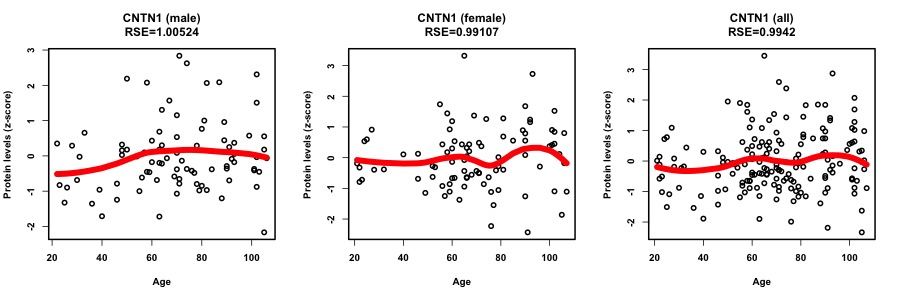 CNTN1 (male)
RSE=1.00524
Protein levels (z-score)
3
2
1
0
-1
-2
20
40
60
80
100
Age
CNTN1 (female)
RSE=0.99107
Protein levels (z-score)
3
2
1
0
-1
-2
20
40
60
80
100
Age
CNTN1 (all)
RSE=0.9942
Protein levels (z-score)
3
2
1
0
-1
-2
20
40
60
80
100
Age